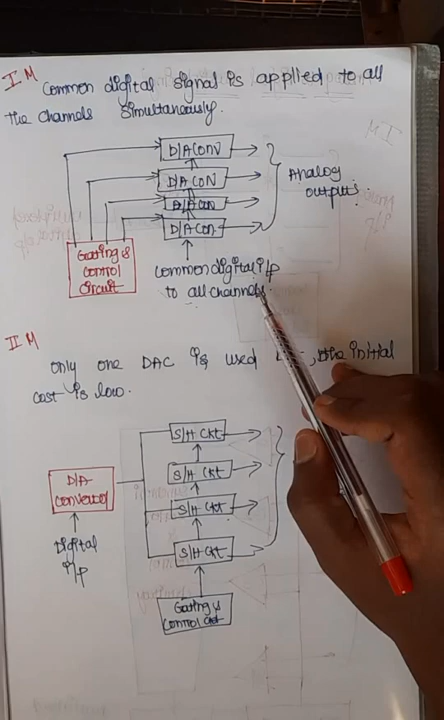 I M Common digital signal is applied to all
the channels simultaneously.
D/A CONV
D/A CON
D/A CON
D/A CON.
Analog
outputs.
Gating &
control
circuit
Common digital i/p
to all channels.
II M
Only one DAC is used , the initial
cost is low.
S/H CKt
S/H CKt
S/H CKt
S/H CKt
D/A
Converter
Digital
i/p
Gating &
control ckt